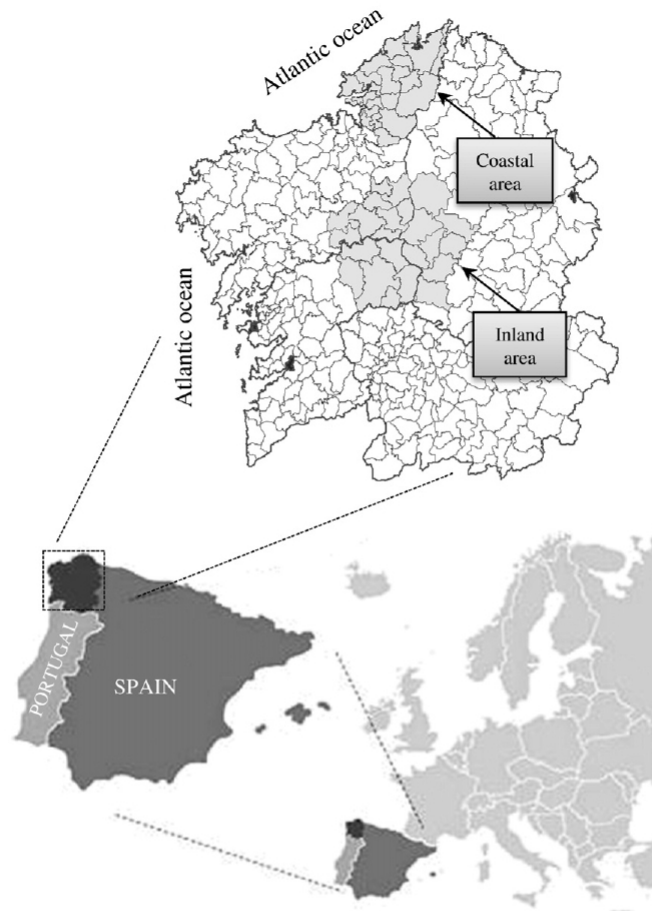 Atlantic ocean
Coastal
area
Atlantic ocean
Inland
area
PORTUGAL
SPAIN